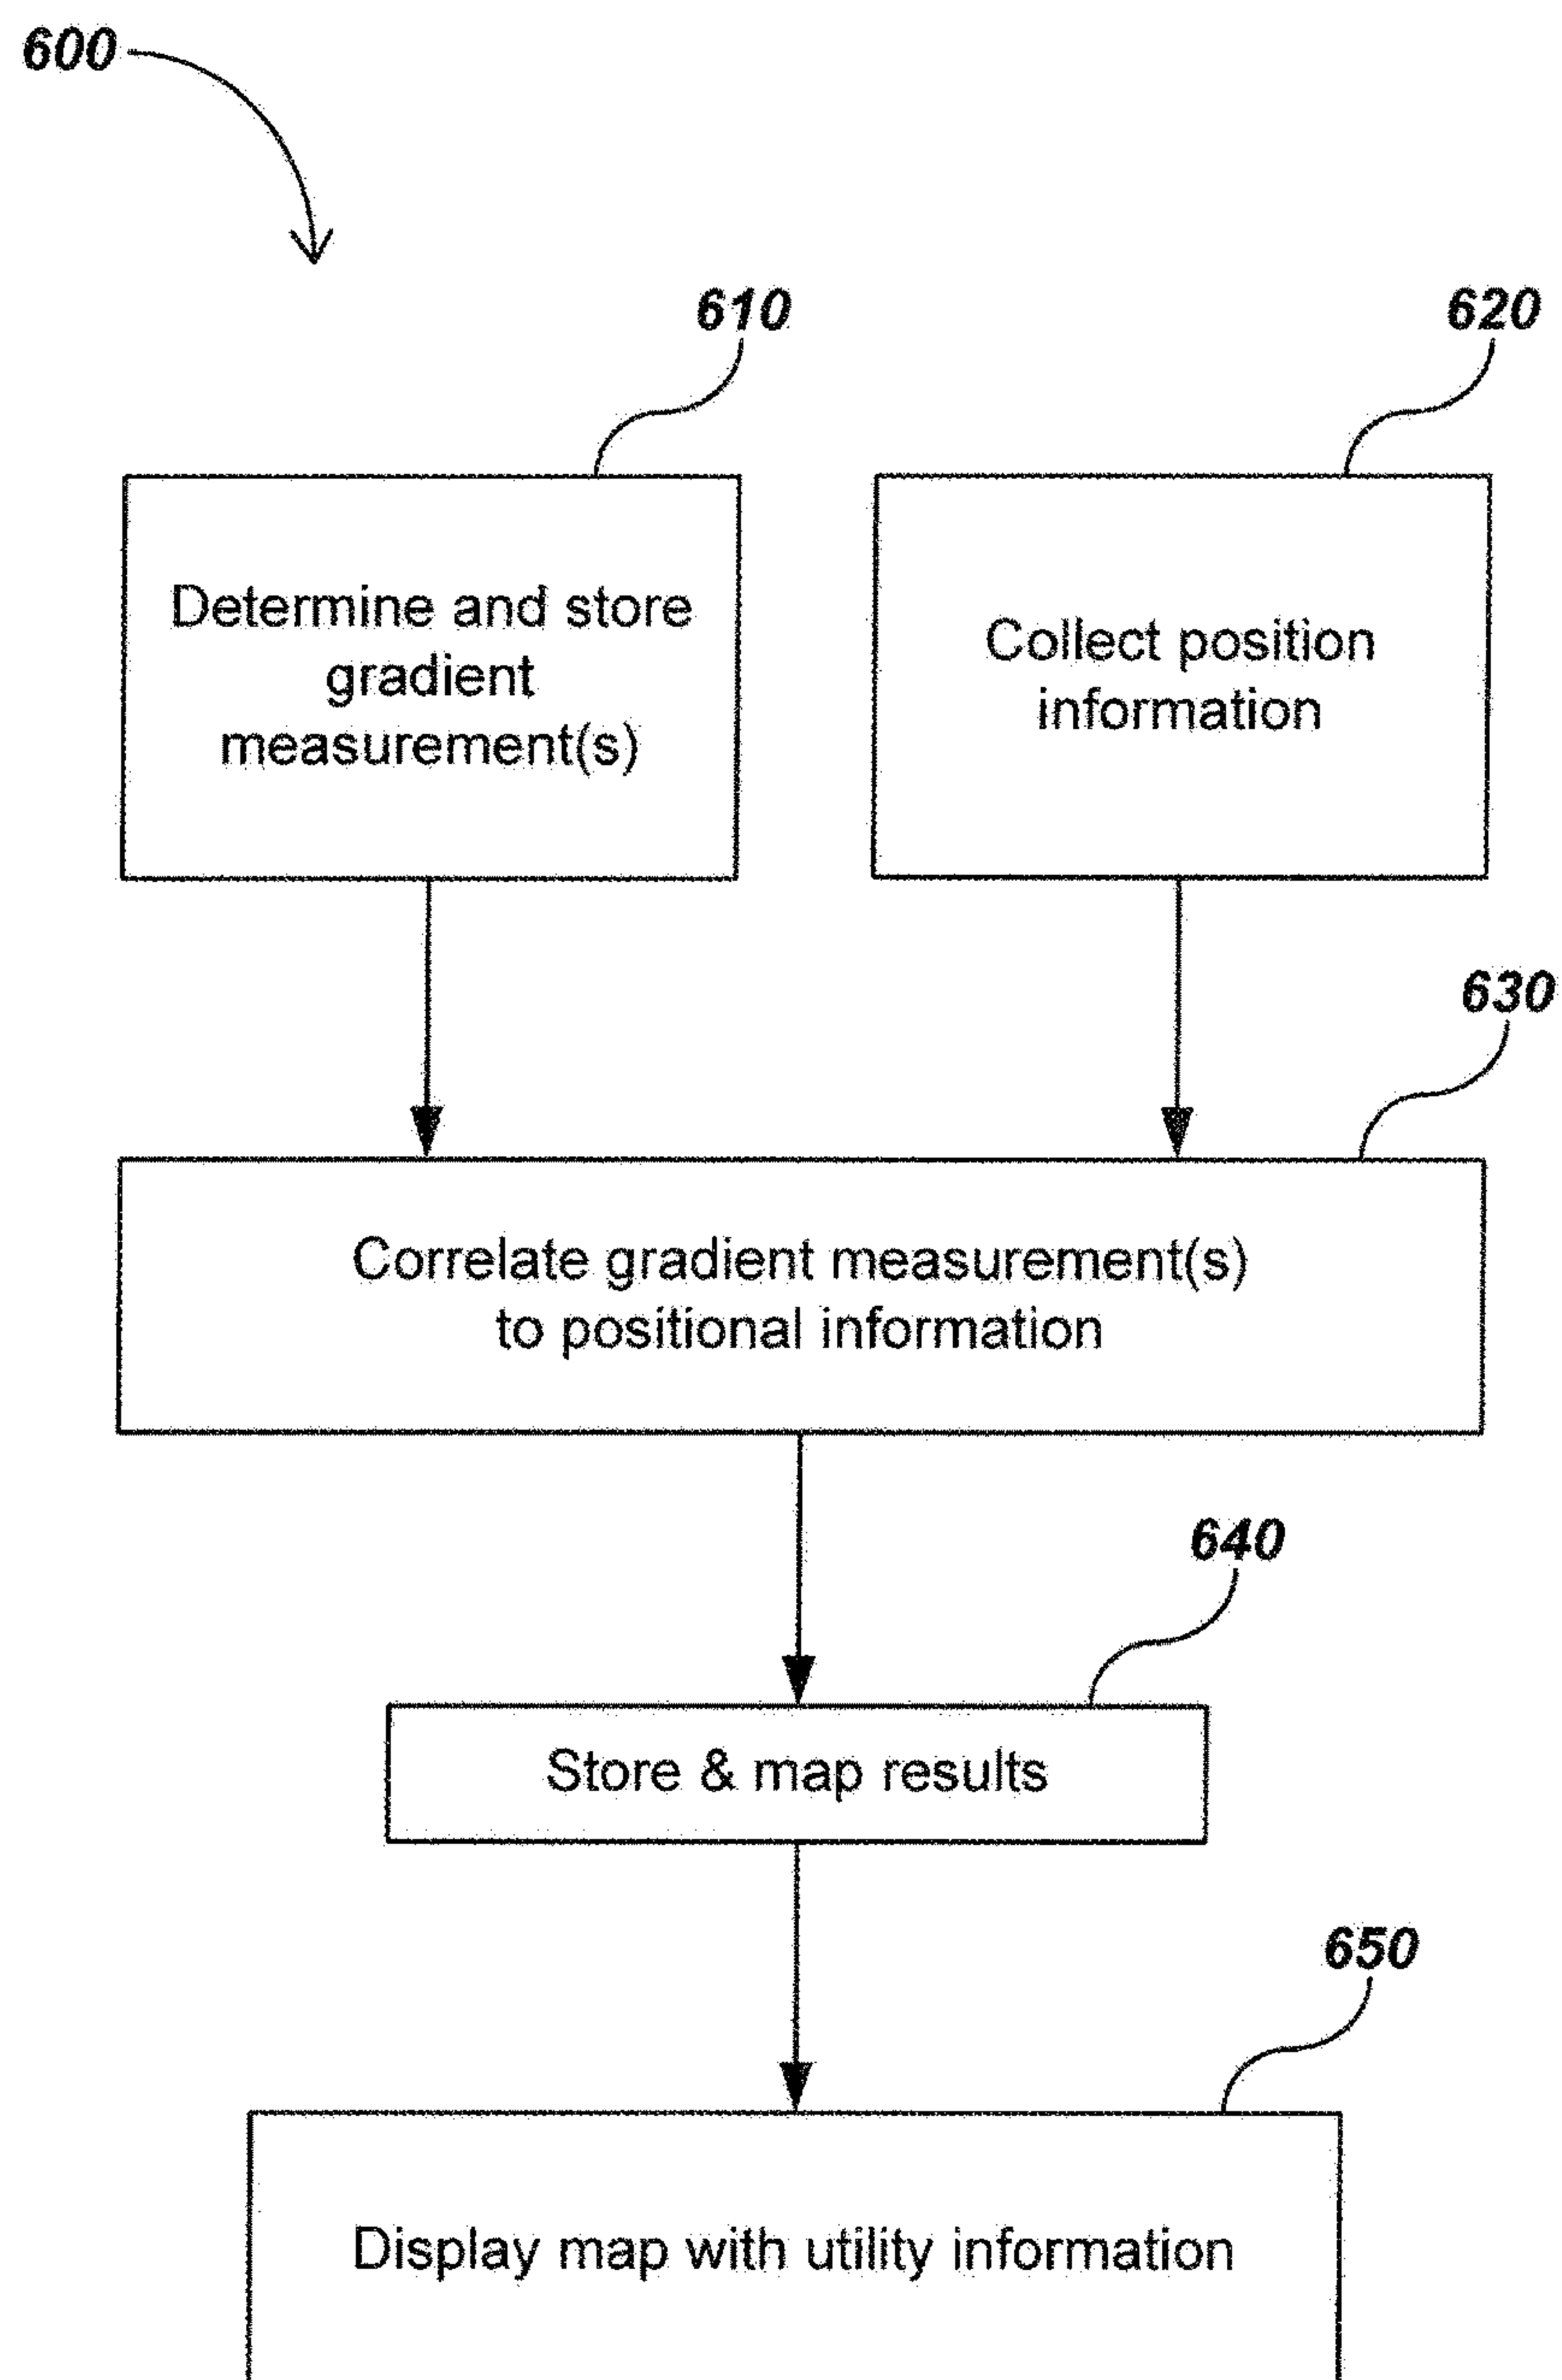 600
610
620
Determine and store
gradient
measurement(s)
Collect position
information
630
Correlate gradient measurement(s)
to positional information
640
Store & map results
650
Display map with utility information